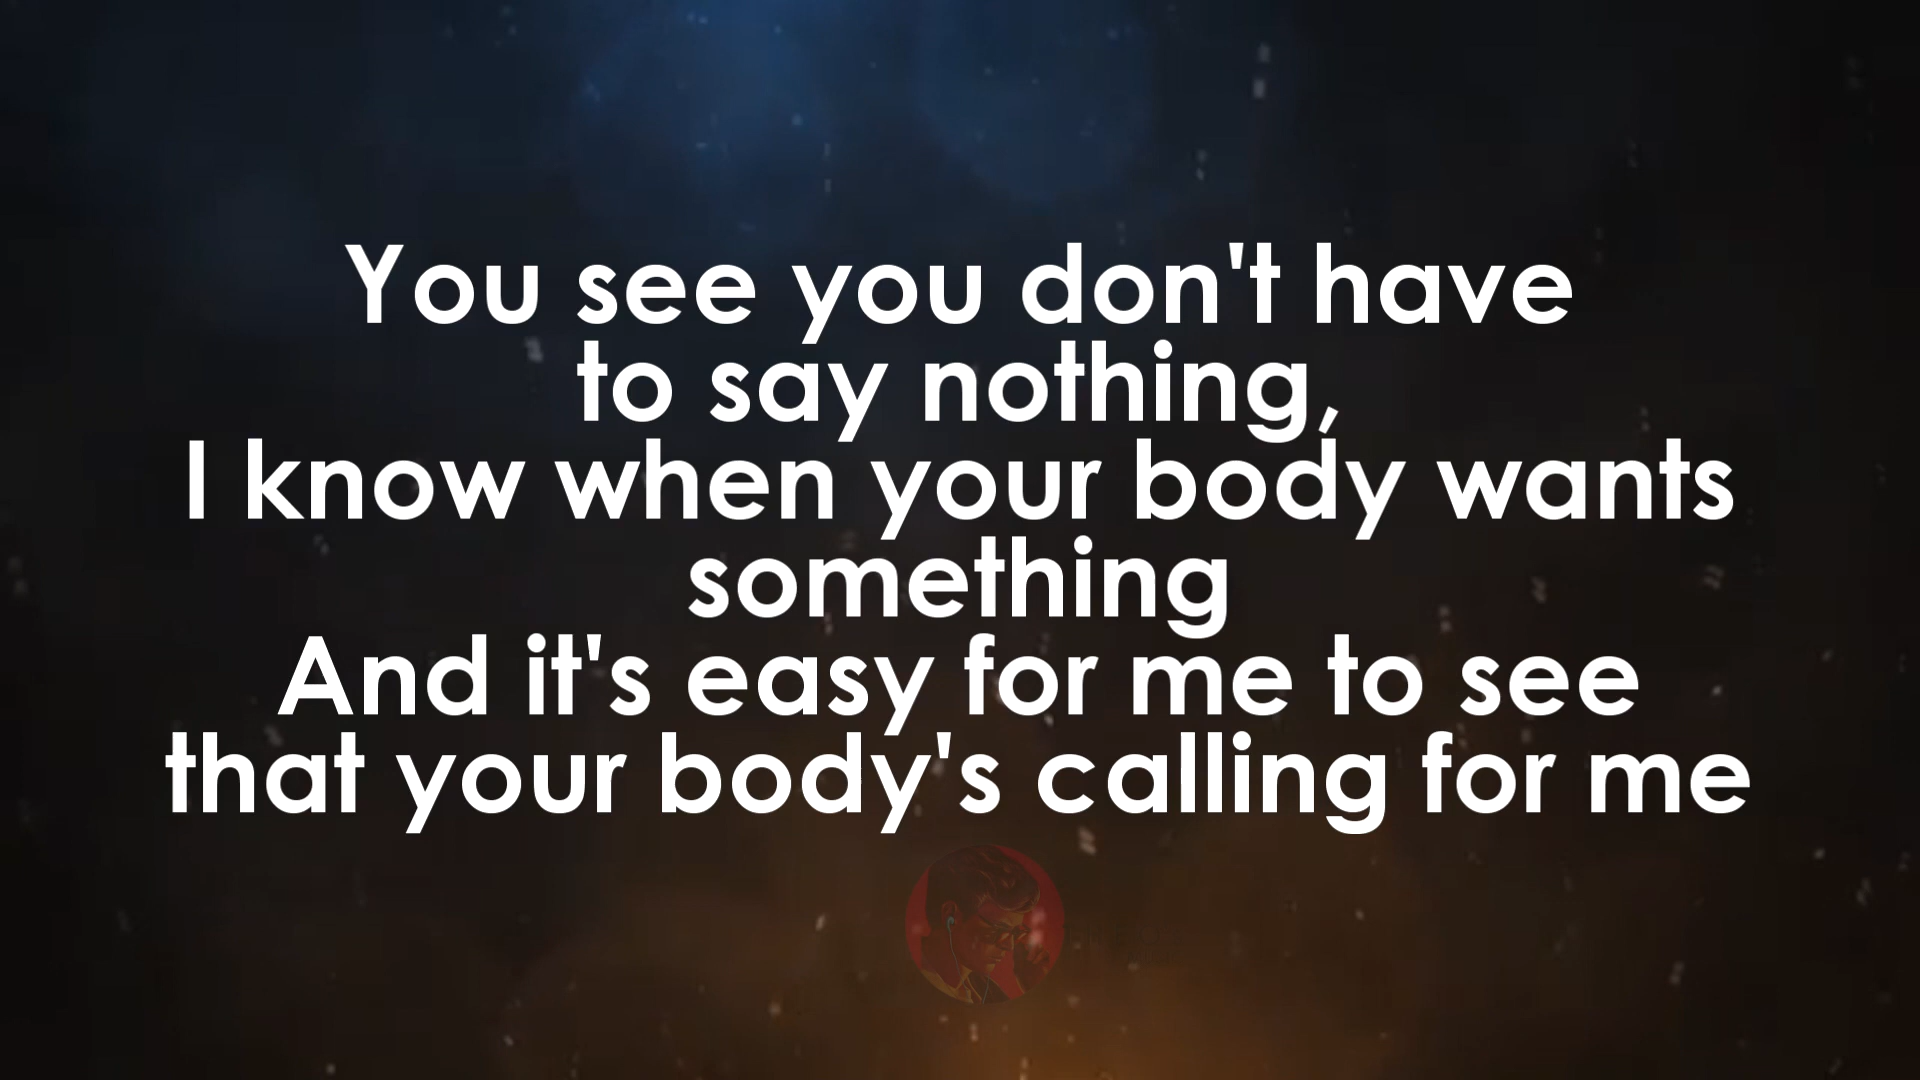 You see you don't have
to say nothing,
I know when your body wants
something
And it's easy for me to see
that your body's calling for me